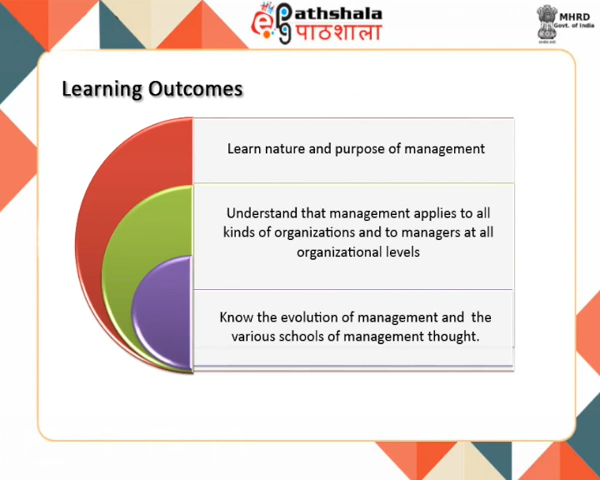 ePathshala
पाठशाला
MHRD
Govt. of India
Learning Outcomes
Learn nature and purpose of management
Understand that management applies to all
kinds of organizations and to managers at all
organizational levels
Know the evolution of management and the
various schools of management thought.